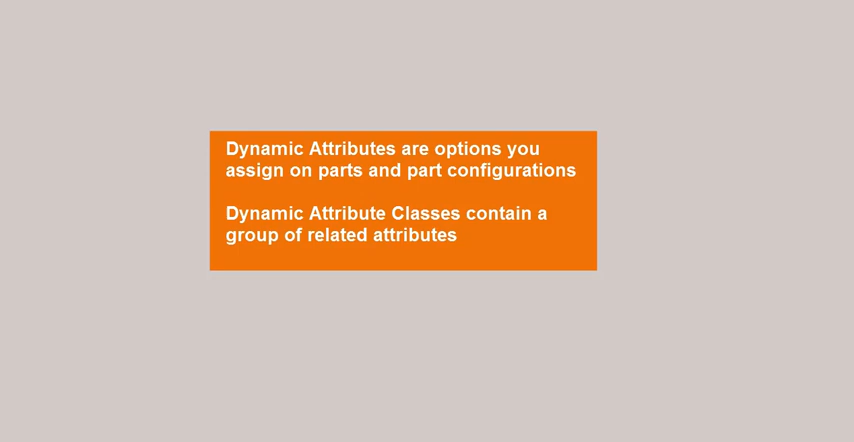 Dynamic Attributes are options you
assign on parts and part configurations
Dynamic Attribute Classes contain a
group of related attributes